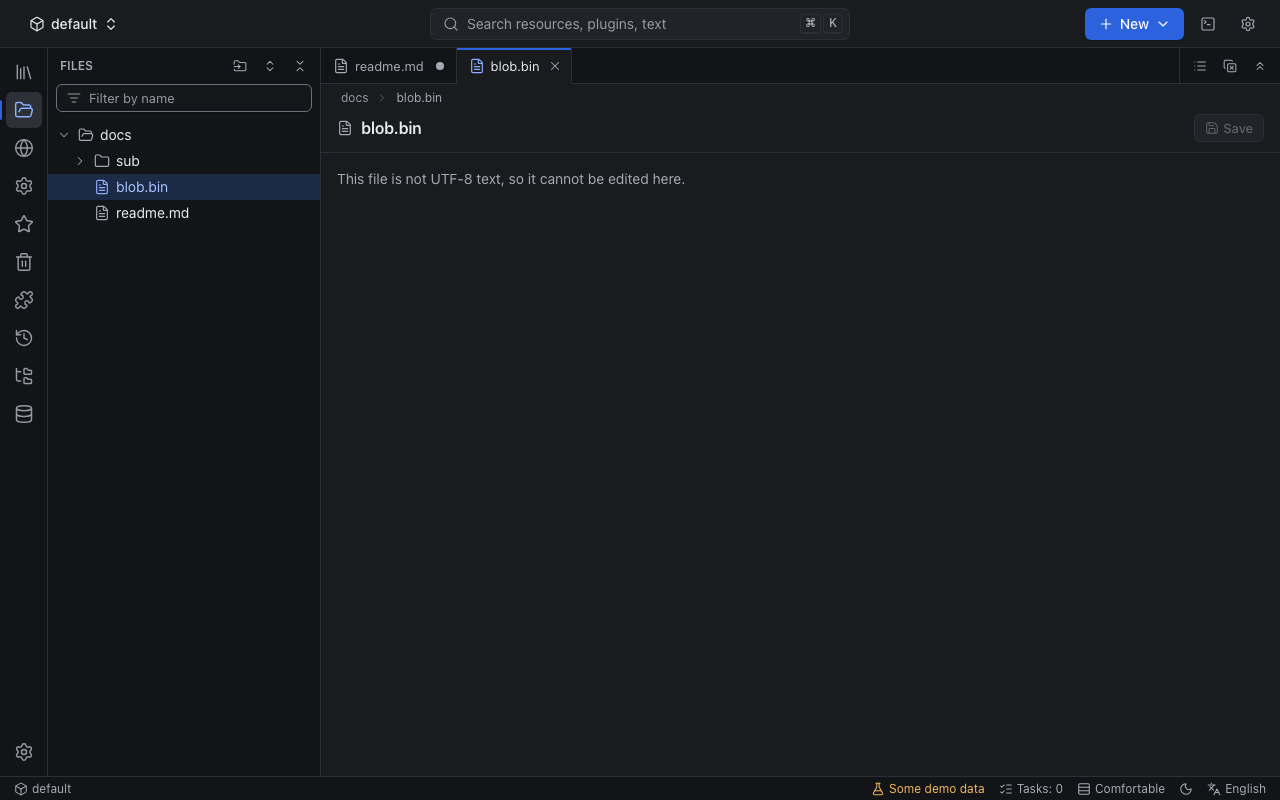 default
Search resources, plugins, text
⌘ K
New
FILES
readme.md
blob.bin
Filter by name
docs
sub
blob.bin
readme.md
docs
blob.bin
blob.bin
Save
This file is not UTF-8 text, so it cannot be edited here.
default
Some demo data
Tasks: 0
Comfortable
English